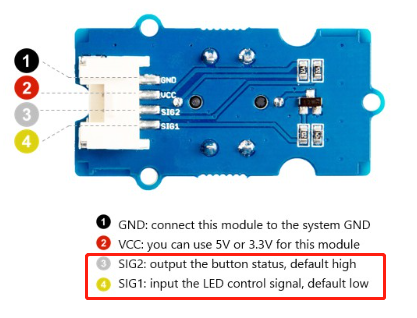 1
GND
2
VCC
3
SIG2
4
SIG1
1 GND: connect this module to the system GND
2 VCC: you can use 5V or 3.3V for this module
3 SIG2: output the button status, default high
4 SIG1: input the LED control signal, default low